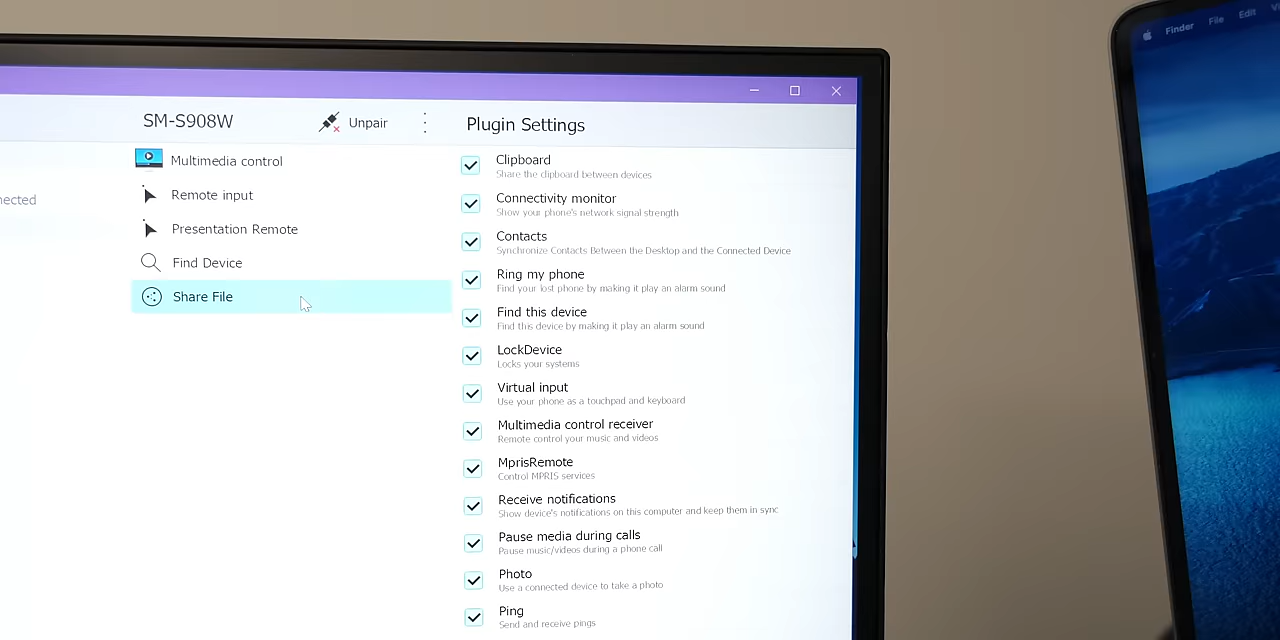 Finder File Edit
SM-S908W
Unpair
Plugin Settings
nected
Multimedia control
Remote input
Presentation Remote
Find Device
Share File
Clipboard
Share the clipboard between devices
Connectivity monitor
Show your phone's network signal strength
Contacts
Synchronize Contacts Between the Desktop and the Connected Device
Ring my phone
Find your lost phone by making it play an alarm sound
Find this device
Find this device by making it play an alarm sound
LockDevice
Locks your systems
Virtual input
Use your phone as a touchpad and keyboard
Multimedia control receiver
Remote control your music and videos
MprisRemote
Control MPRIS services
Receive notifications
Show device's notifications on this computer and keep them in sync
Pause media during calls
Pause music/videos during a phone call
Photo
Use a connected device to take a photo
Ping
Send and receive pings